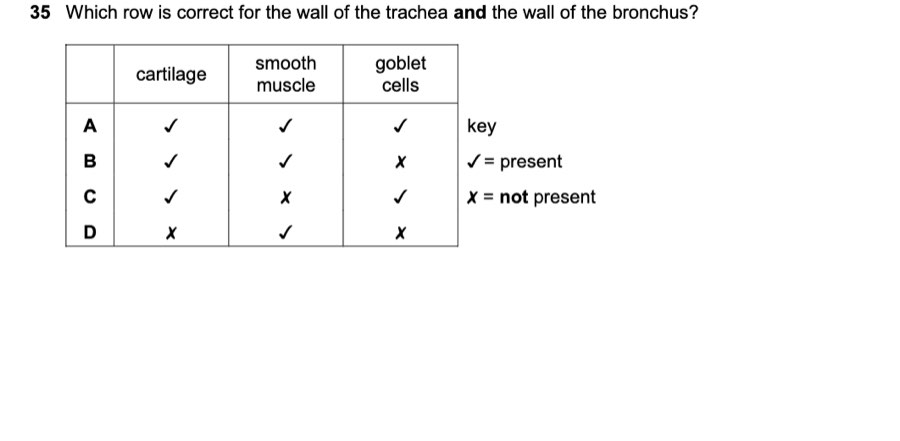 35 Which row is correct for the wall of the trachea and the wall of the bronchus?
cartilage smooth muscle goblet cells
A ✓ ✓ ✓ key
B ✓ ✓ ✗ ✓ = present
C ✓ ✗ ✓ ✗ = not present
D ✗ ✓ ✗